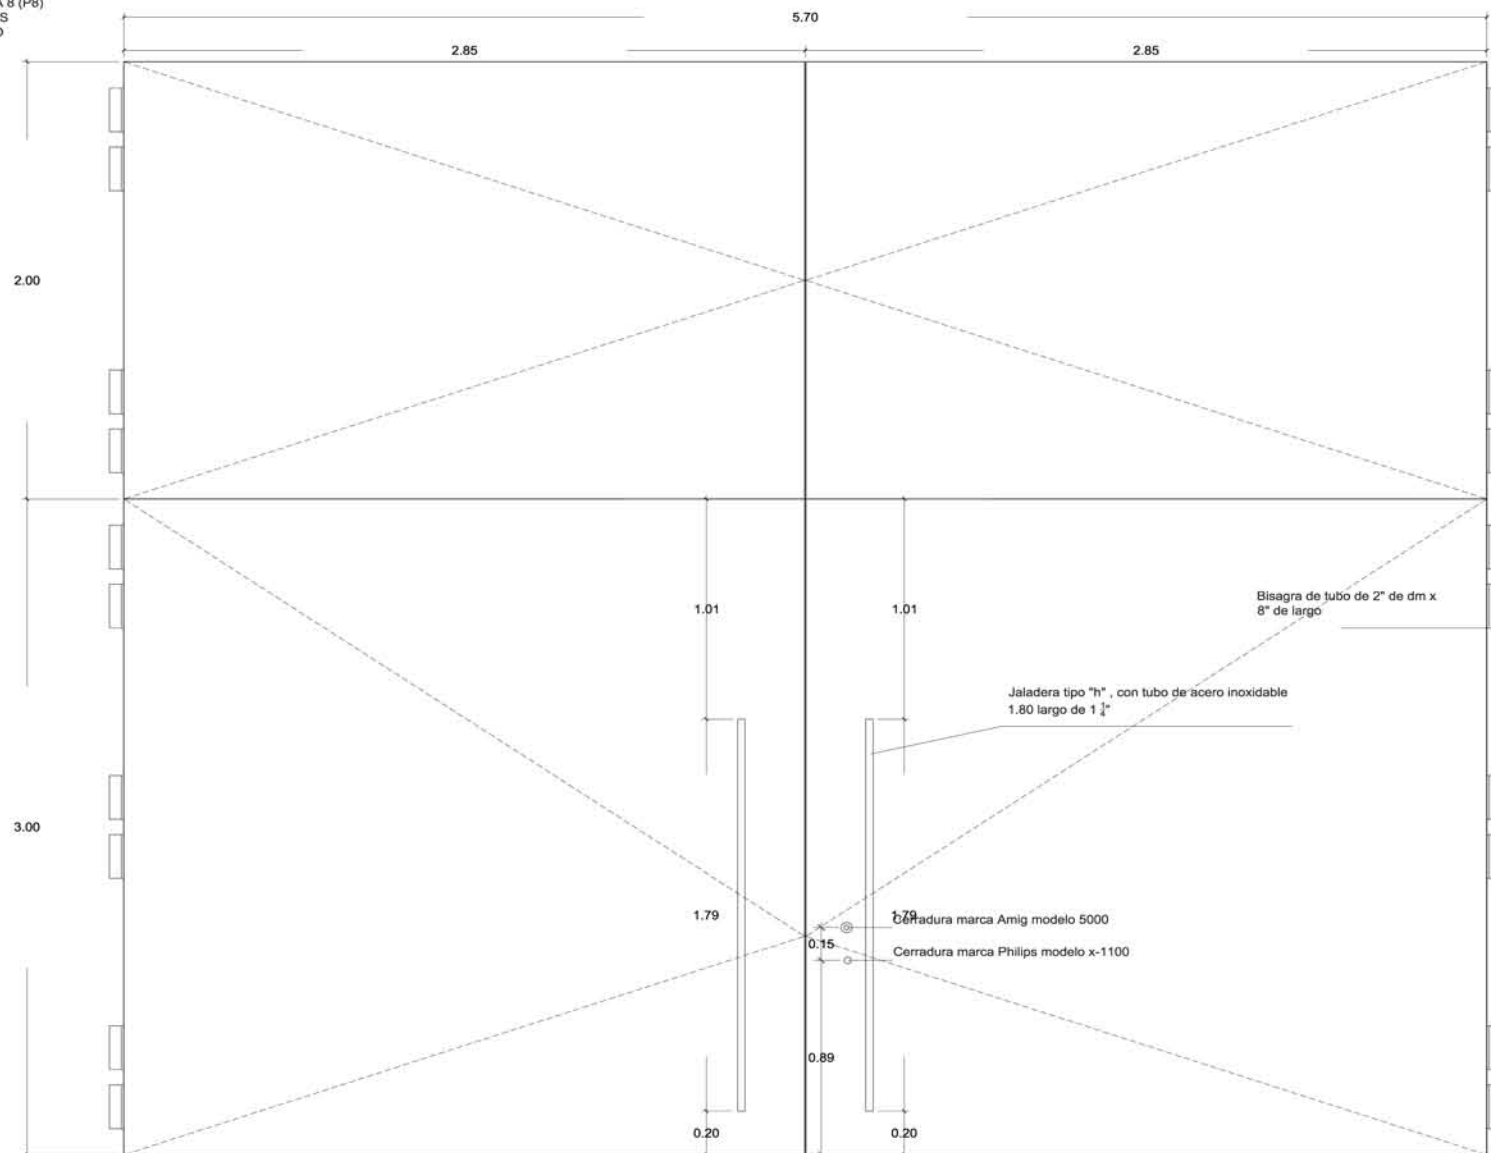 8 (P8)
5.70
2.85
2.85
2.00
1.01
1.01
Bisagra de tubo de 2" de dm x
8" de largo
Jaladera tipo "h" , con tubo de acero inoxidable
1.80 largo de 1 1/4"
3.00
1.79
1.79
Cerradura marca Amig modelo 5000
0.15
Cerradura marca Philips modelo x-1100
0.89
0.20
0.20